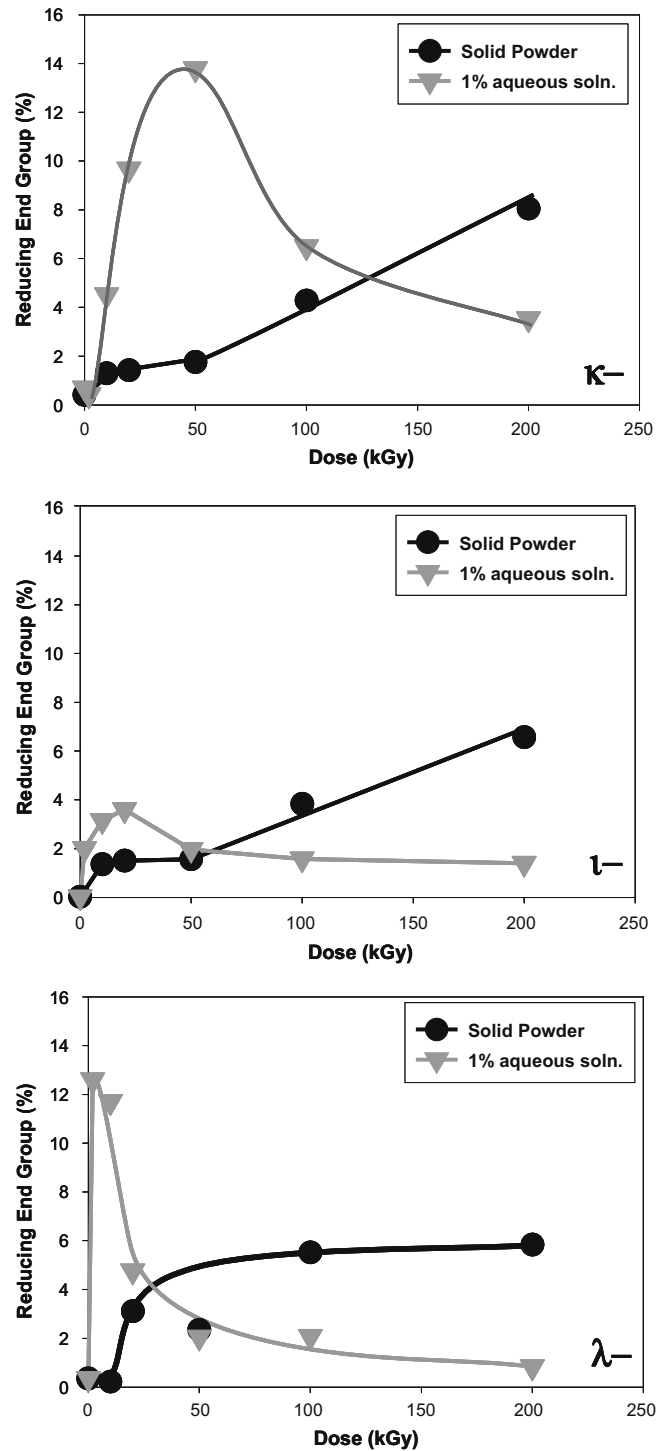 16
14
12
10
8
6
4
2
0
Reducing End Group (%)
Solid Powder
1% aqueous soln.
κ–
0 50 100 150 200 250
Dose (kGy)
16
14
12
10
8
6
4
2
0
Reducing End Group (%)
Solid Powder
1% aqueous soln.
ι–
0 50 100 150 200 250
Dose (kGy)
16
14
12
10
8
6
4
2
0
Reducing End Group (%)
Solid Powder
1% aqueous soln.
λ–
0 50 100 150 200 250
Dose (kGy)